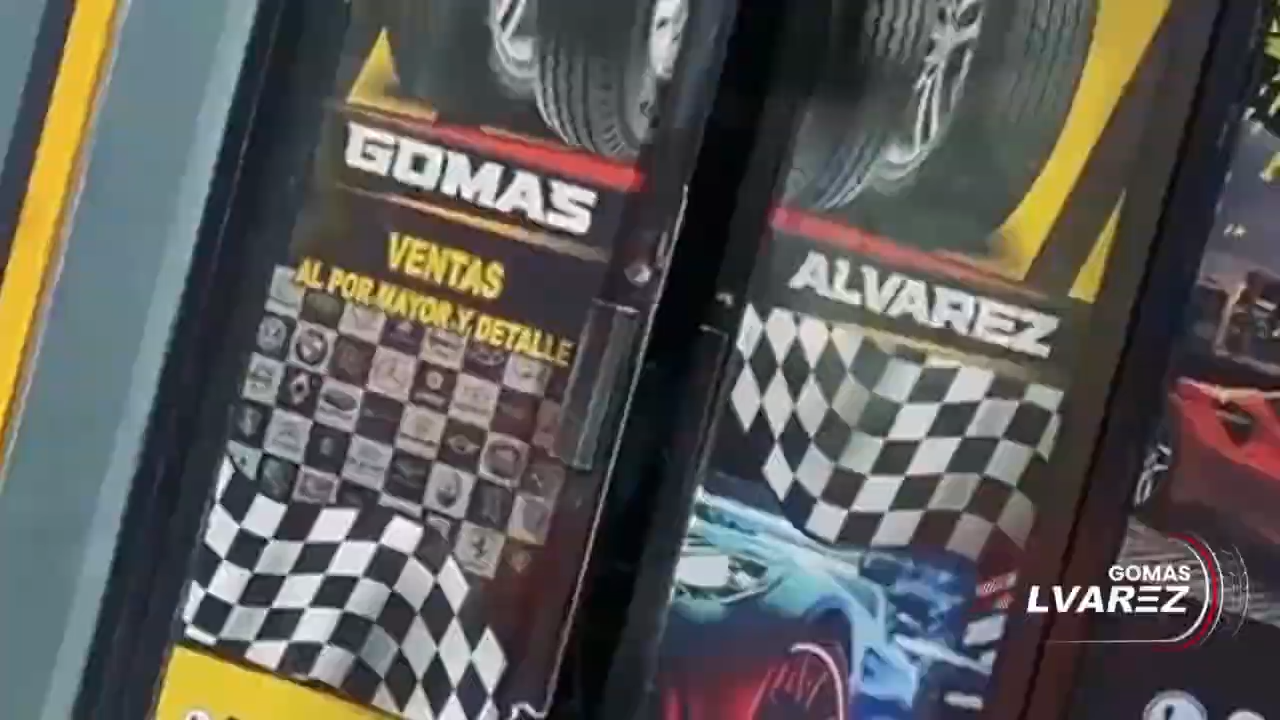 GOMAS
VENTAS
AL POR MAYOR Y DETALLE
ALVAREZ
GOMAS
LVAREZ